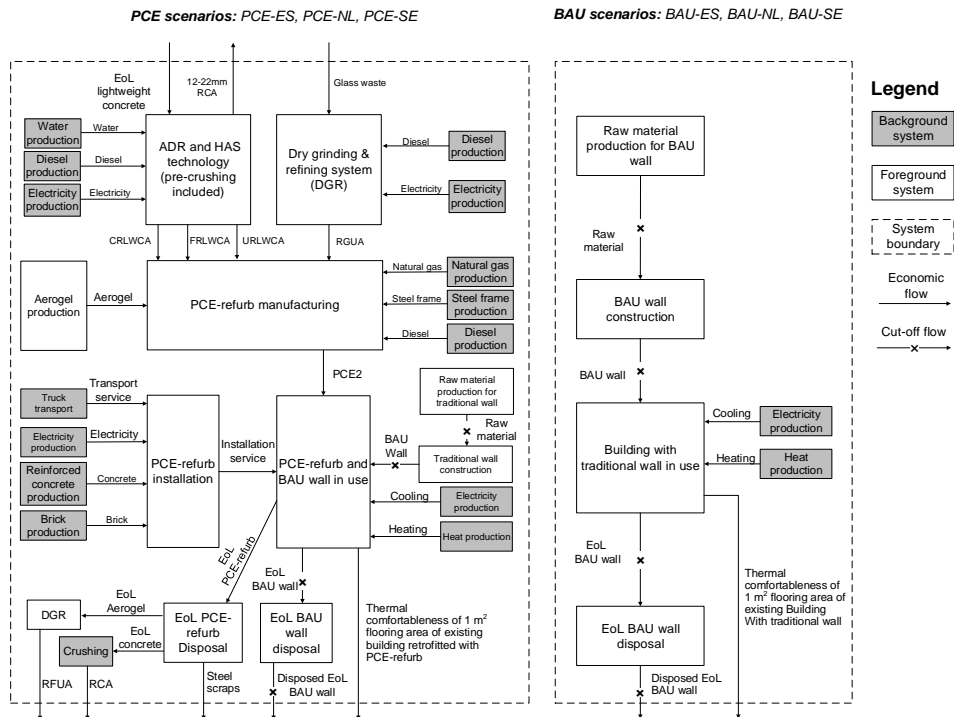 PCE scenarios: PCE-ES, PCE-NL, PCE-SE
BAU scenarios: BAU-ES, BAU-NL, BAU-SE
EoL
lightweight
concrete
12-22mm
RCA
Glass waste
Water
production
Water
Diesel
production
Diesel
Electricity
production
Electricity
ADR and HAS
technology
(pre-crushing
included)
Dry grinding &
refining system
(DGR)
Diesel
Diesel
production
Electricity
Electricity
production
CRLWCA
FRLWCA
URLWCA
RGUA
Aerogel
production
Aerogel
PCE-refurb manufacturing
Natural gas
Natural gas
production
Steel frame
Steel frame
production
Diesel
Diesel
production
PCE2
Truck
transport
Transport
service
Electricity
production
Electricity
Reinforced
concrete
production
Concrete
Brick
production
Brick
PCE-refurb
installation
Installation
service
PCE-refurb and
BAU wall in use
Raw material
production for
traditional wall
Raw
material
BAU
Wall
Traditional wall
construction
Cooling
Electricity
production
Heating
Heat production
EoL
PCE-refurb
EoL
BAU wall
DGR
EoL
Aerogel
EoL
concrete
Crushing
EoL PCE-
refurb
Disposal
EoL BAU
wall
disposal
Thermal
comfortableness of 1 m²
flooring area of existing
building retrofitted with
PCE-refurb
RFUA
RCA
Steel
scraps
Disposed EoL
BAU wall
Raw material
production for BAU
wall
Raw
material
BAU wall
construction
BAU wall
Building with
traditional wall in use
Cooling
Electricity
production
Heating
Heat
production
EoL
BAU wall
EoL BAU wall
disposal
Thermal
comfortableness of
1 m² flooring area of
existing Building
With traditional wall
Disposed EoL
BAU wall
Legend
Background
system
Foreground
system
System
boundary
Economic
flow
Cut-off flow